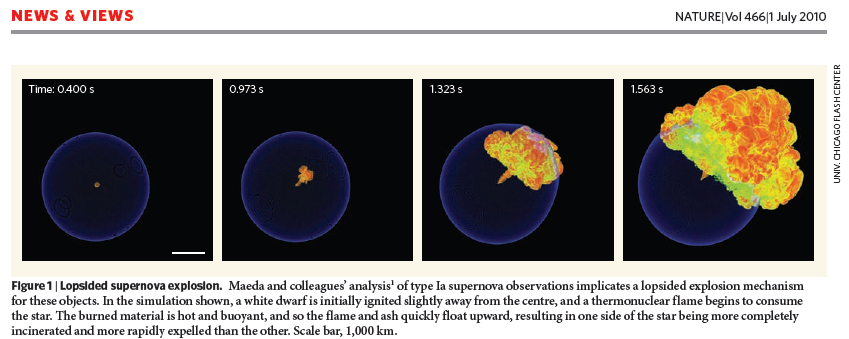 NEWS & VIEWS
NATURE|Vol 466|1 July 2010
Time: 0.400 s
0.973 s
1.323 s
1.563 s
UNIV. CHICAGO FLASH CENTER
Figure 1 | Lopsided supernova explosion. Maeda and colleagues' analysis¹ of type Ia supernova observations implicates a lopsided explosion mechanism
for these objects. In the simulation shown, a white dwarf is initially ignited slightly away from the centre, and a thermonuclear flame begins to consume
the star. The burned material is hot and buoyant, and so the flame and ash quickly float upward, resulting in one side of the star being more completely
incinerated and more rapidly expelled than the other. Scale bar, 1,000 km.